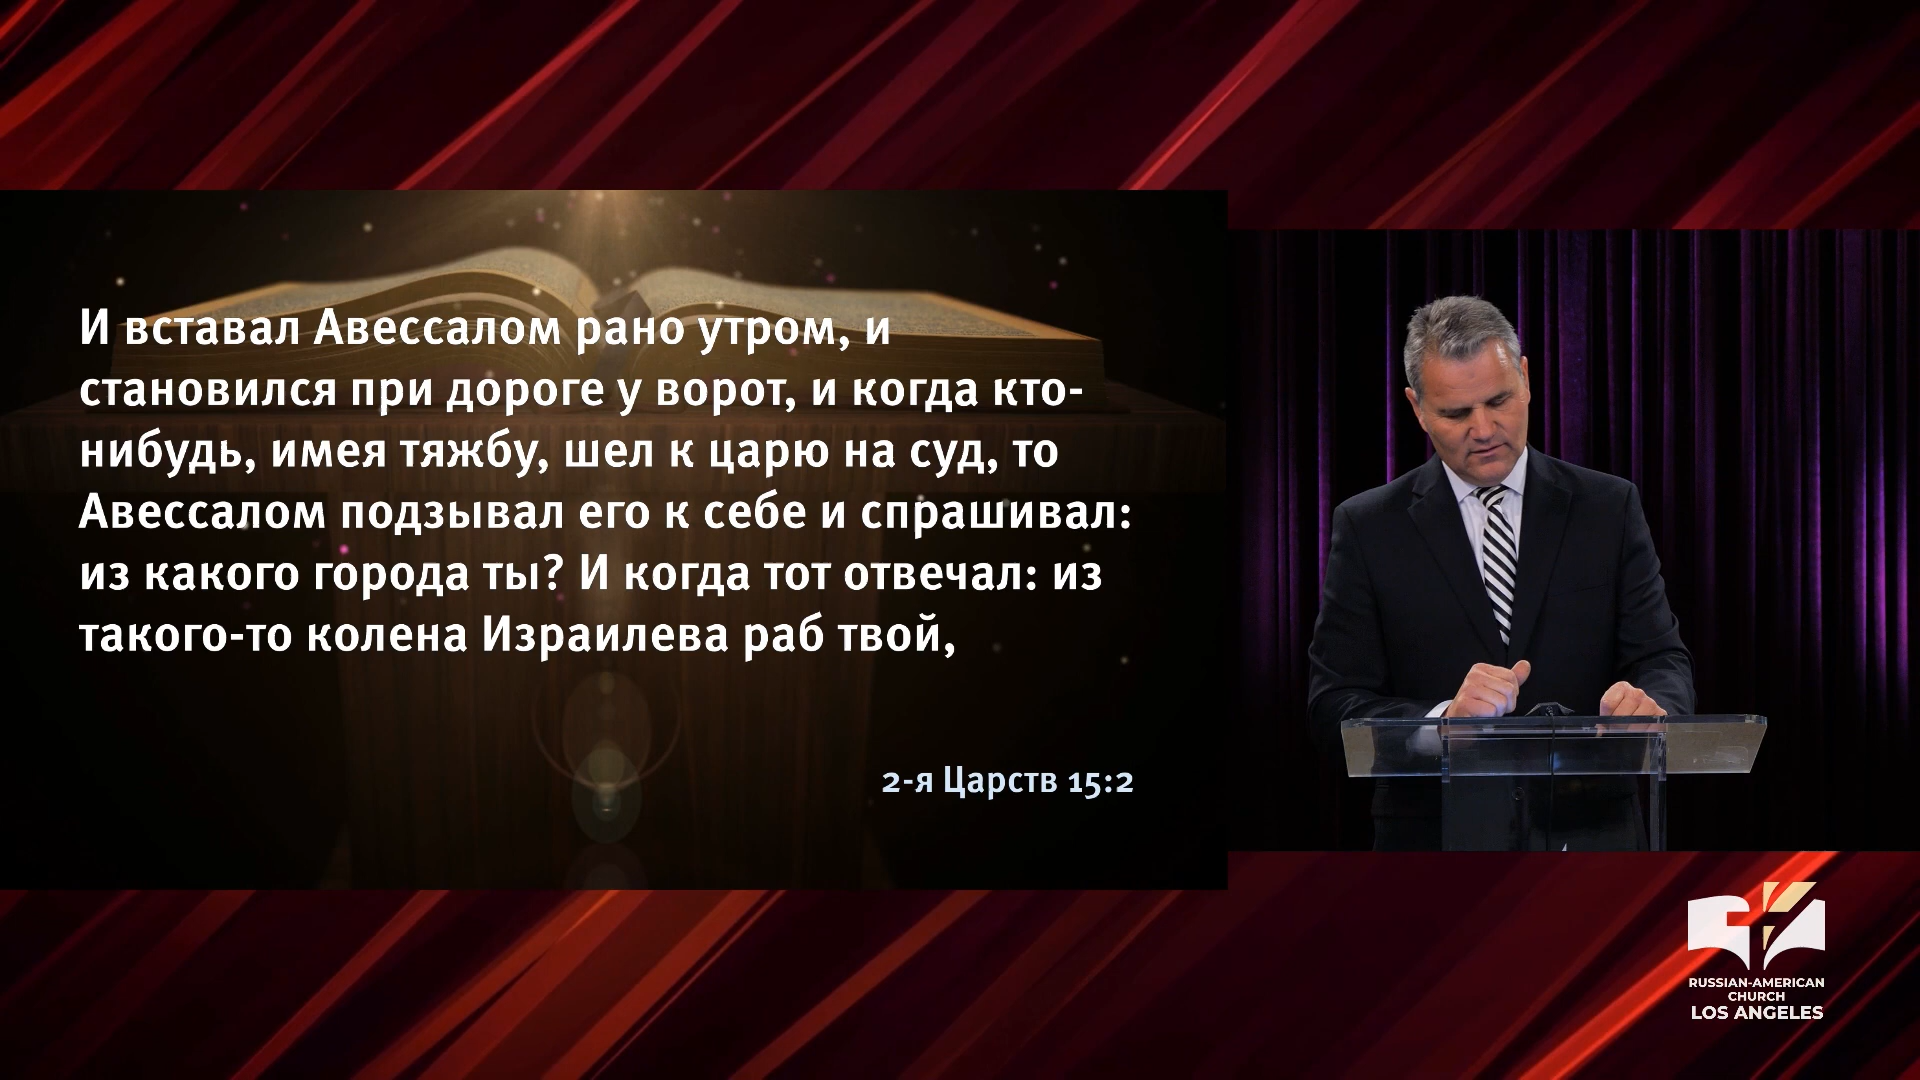 И вставал Авессалом рано утром, и
становился при дороге у ворот, и когда кто-
нибудь, имея тяжбу, шел к царю на суд, то
Авессалом подзывал его к себе и спрашивал:
из какого города ты? И когда тот отвечал: из
такого-то колена Израилева раб твой,
2-я Царств 15:2
RUSSIAN-AMERICAN
CHURCH
LOS ANGELES